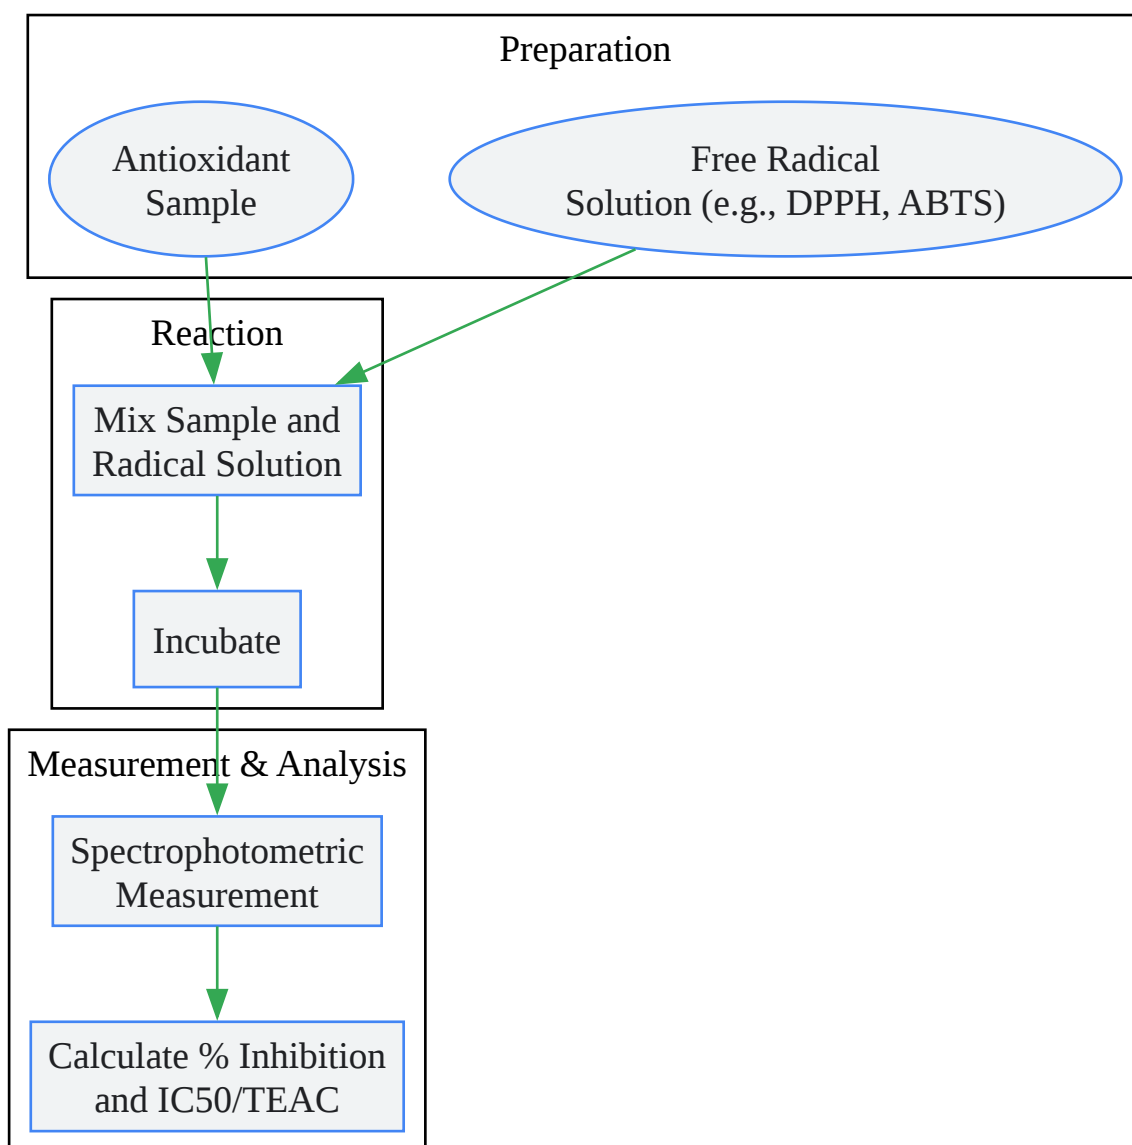 Preparation
Antioxidant
Sample
Free Radical
Solution (e.g., DPPH, ABTS)
Reaction
Mix Sample and
Radical Solution
Incubate
Measurement & Analysis
Spectrophotometric
Measurement
Calculate % Inhibition
and IC50/TEAC